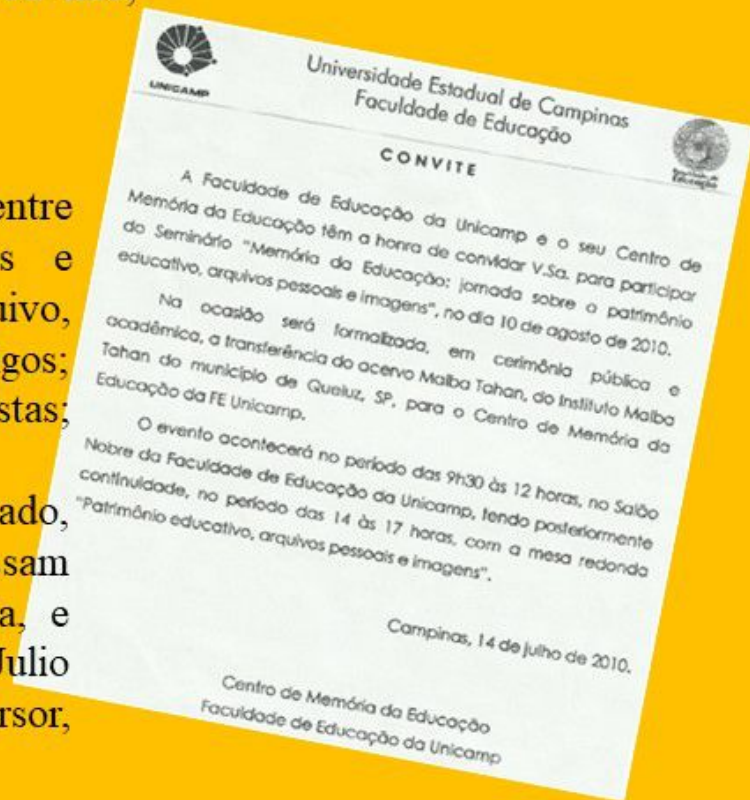 entre
s e
uivo,
gos;
stas;
ado,
sam
a, e
Julio
rsor,
UNICAMP
Universidade Estadual de Campinas
Faculdade de Educação
CONVITE
A Faculdade de Educação da Unicamp e o seu Centro de
Memória da Educação têm a honra de convidar V.Sa. para participar
do Seminário "Memória da Educação: jornada sobre o patrimônio
educativo, arquivos pessoais e imagens", no dia 10 de agosto de 2010.
Na ocasião será formalizada, em cerimônia pública e
acadêmica, a transferência do acervo Malba Tahan, do Instituto Malba
Tahan do município de Queluz, SP, para o Centro de Memória da
Educação da FE Unicamp.
O evento acontecerá no período das 9h30 às 12 horas, no Salão
Nobre da Faculdade de Educação da Unicamp, tendo posteriormente
continuidade, no período das 14 às 17 horas, com a mesa redonda
"Patrimônio educativo, arquivos pessoais e imagens".
Campinas, 14 de julho de 2010.
Centro de Memória da Educação
Faculdade de Educação da Unicamp